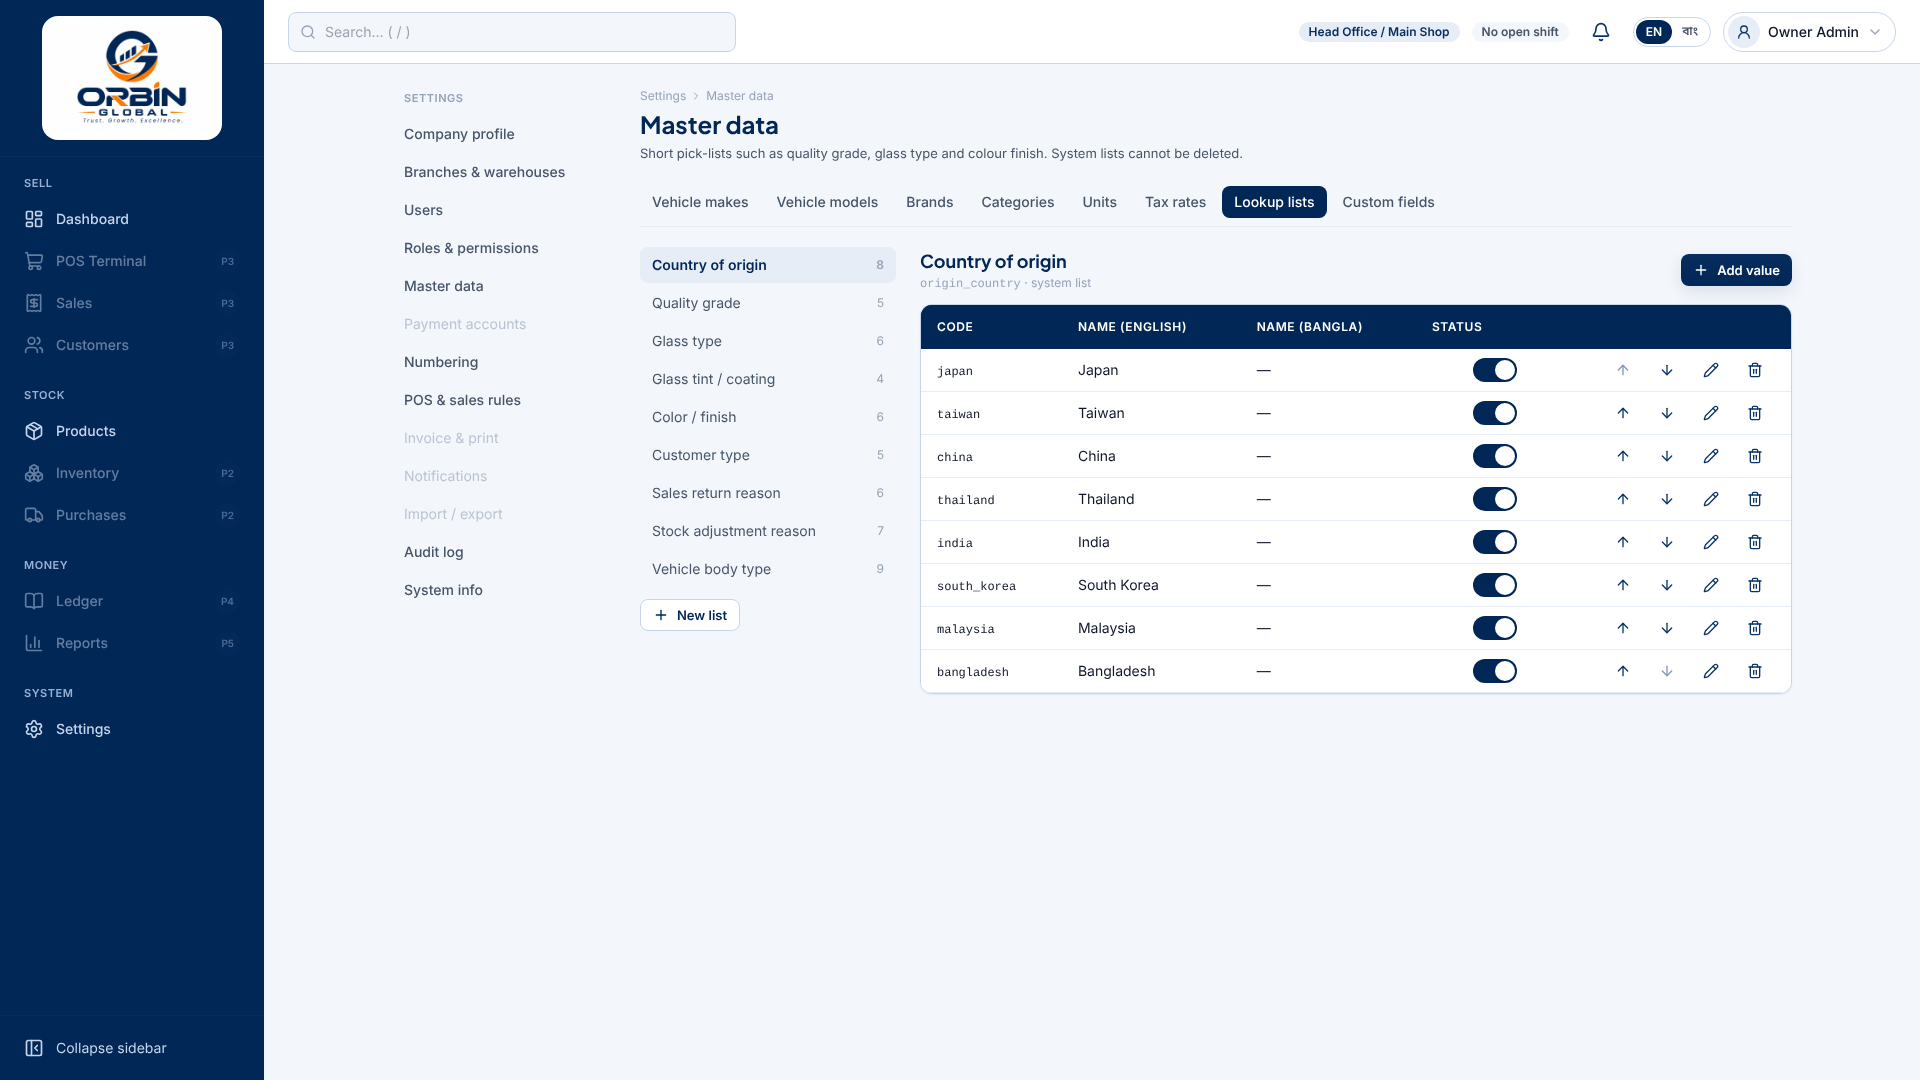 ORBIN
GLOBAL
Trust. Growth. Excellence.
Search... ( / )
Head Office / Main Shop
No open shift
EN
বাং
Owner Admin
SELL
Dashboard
POS Terminal P3
Sales P3
Customers P3
STOCK
Products
Inventory P2
Purchases P2
MONEY
Ledger P4
Reports P5
SYSTEM
Settings
Collapse sidebar
SETTINGS
Company profile
Branches & warehouses
Users
Roles & permissions
Master data
Payment accounts
Numbering
POS & sales rules
Invoice & print
Notifications
Import / export
Audit log
System info
Settings > Master data
Master data
Short pick-lists such as quality grade, glass type and colour finish. System lists cannot be deleted.
Vehicle makes Vehicle models Brands Categories Units Tax rates Lookup lists Custom fields
Country of origin 8
Quality grade 5
Glass type 6
Glass tint / coating 4
Color / finish 6
Customer type 5
Sales return reason 6
Stock adjustment reason 7
Vehicle body type 9
+ New list
Country of origin
origin_country · system list
+ Add value
CODE NAME (ENGLISH) NAME (BANGLA) STATUS
japan Japan —
taiwan Taiwan —
china China —
thailand Thailand —
india India —
south_korea South Korea —
malaysia Malaysia —
bangladesh Bangladesh —